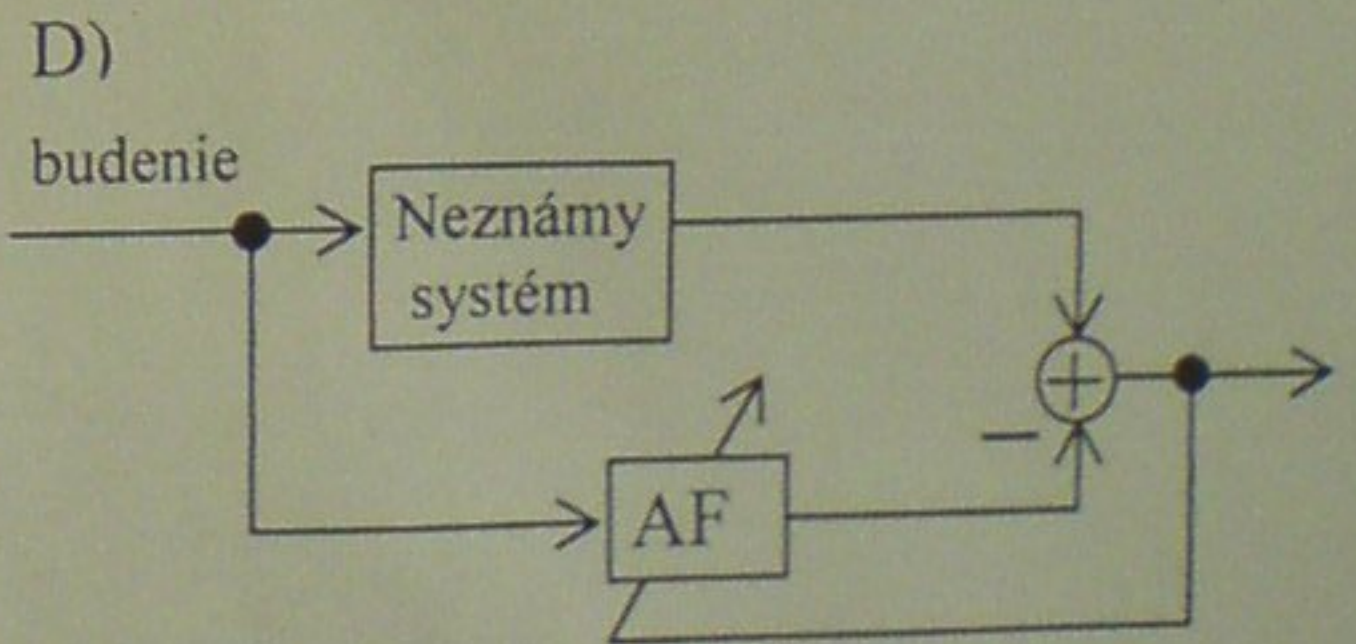 D)
budenie
Neznámy
systém
+
−
AF